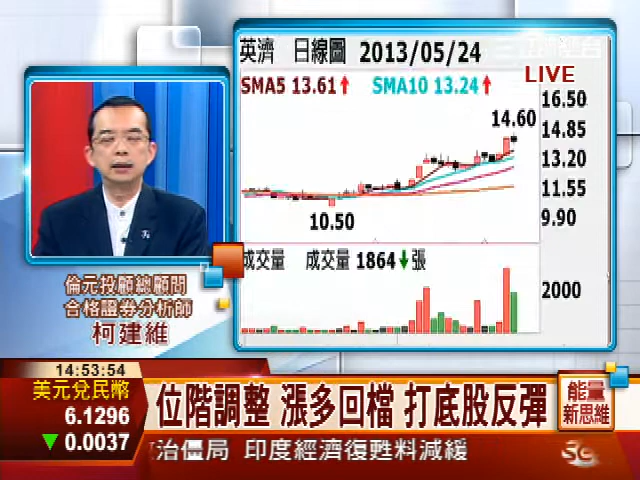 英濟 日線圖 2013/05/24
LIVE
SMA5 13.61 SMA10 13.24
16.50
14.85
13.20
11.55
9.90
14.60
10.50
成交量 成交量 1864 張
2000
倫元投顧總顧問
合格證券分析師
柯建維
14:53:54
美元兌民幣
6.1296
▼0.0037
位階調整 漲多回檔 打底股反彈
能量
新思維
治僵局 印度經濟復甦料減緩